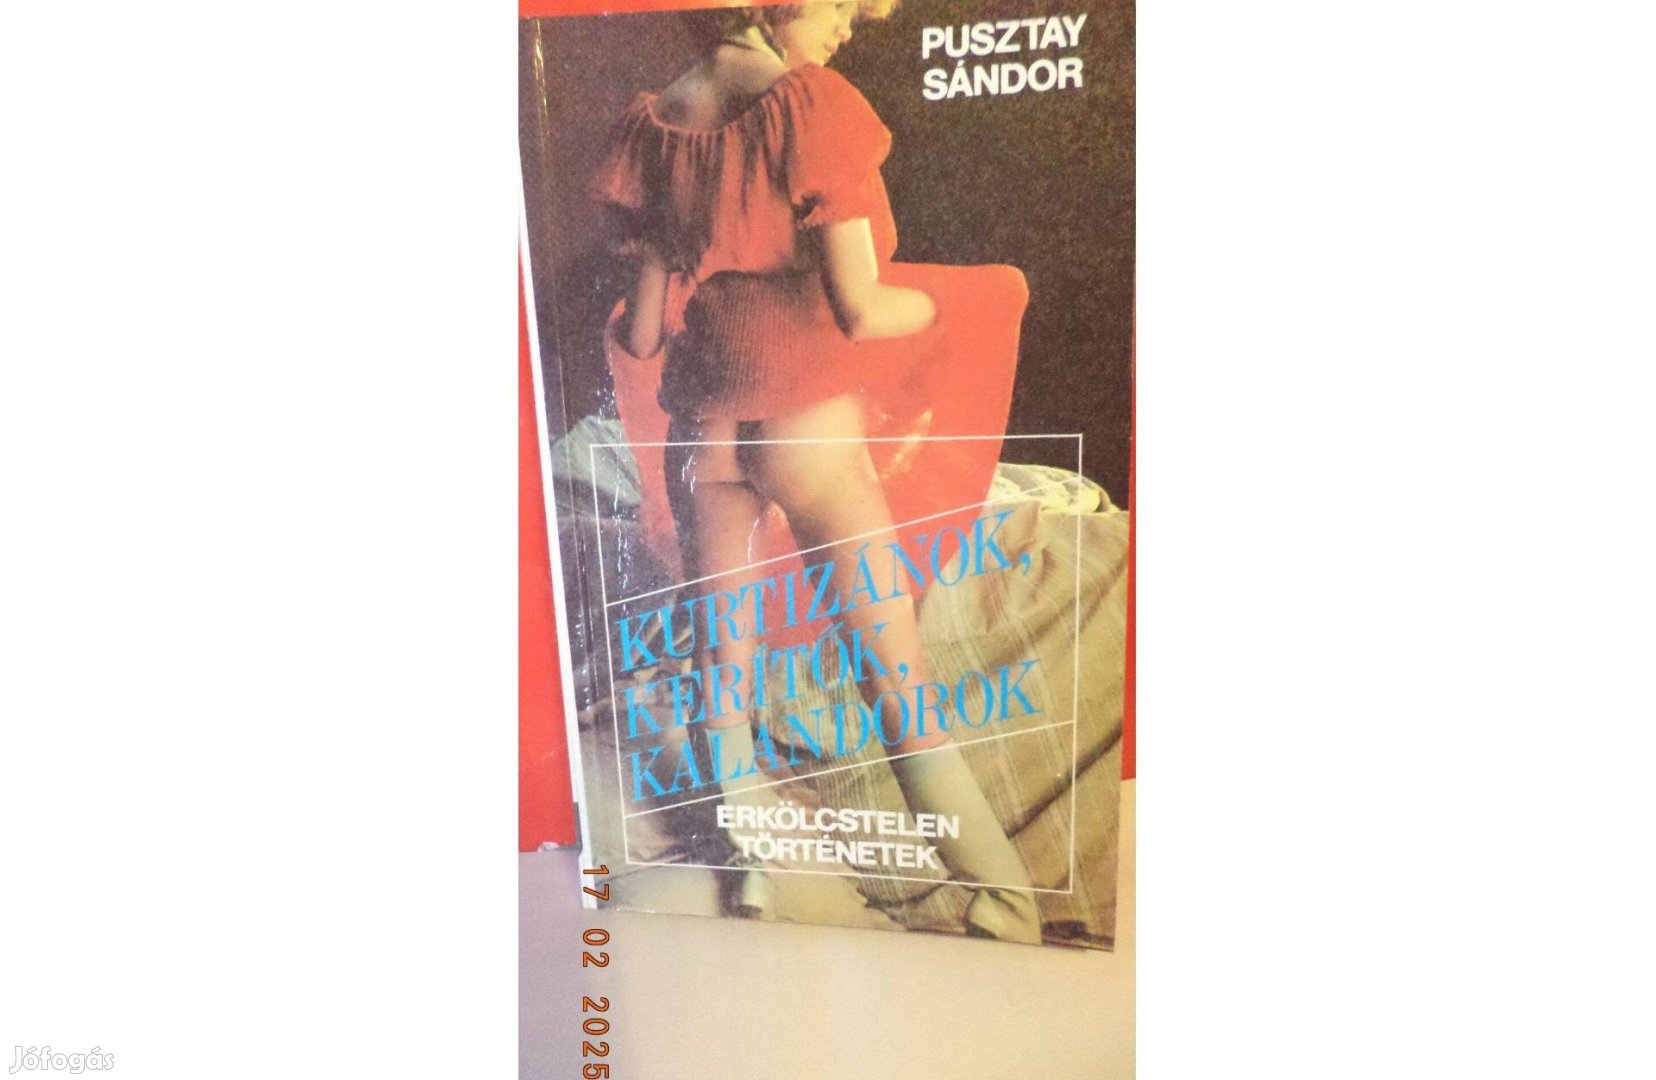 PUSZTAY
SÁNDOR
KURTIZÁNOK,
KERÍTŐK,
KALANDOROK
ERKÖLCSTELEN
TÖRTÉNETEK
17 02 2025
Jófogás